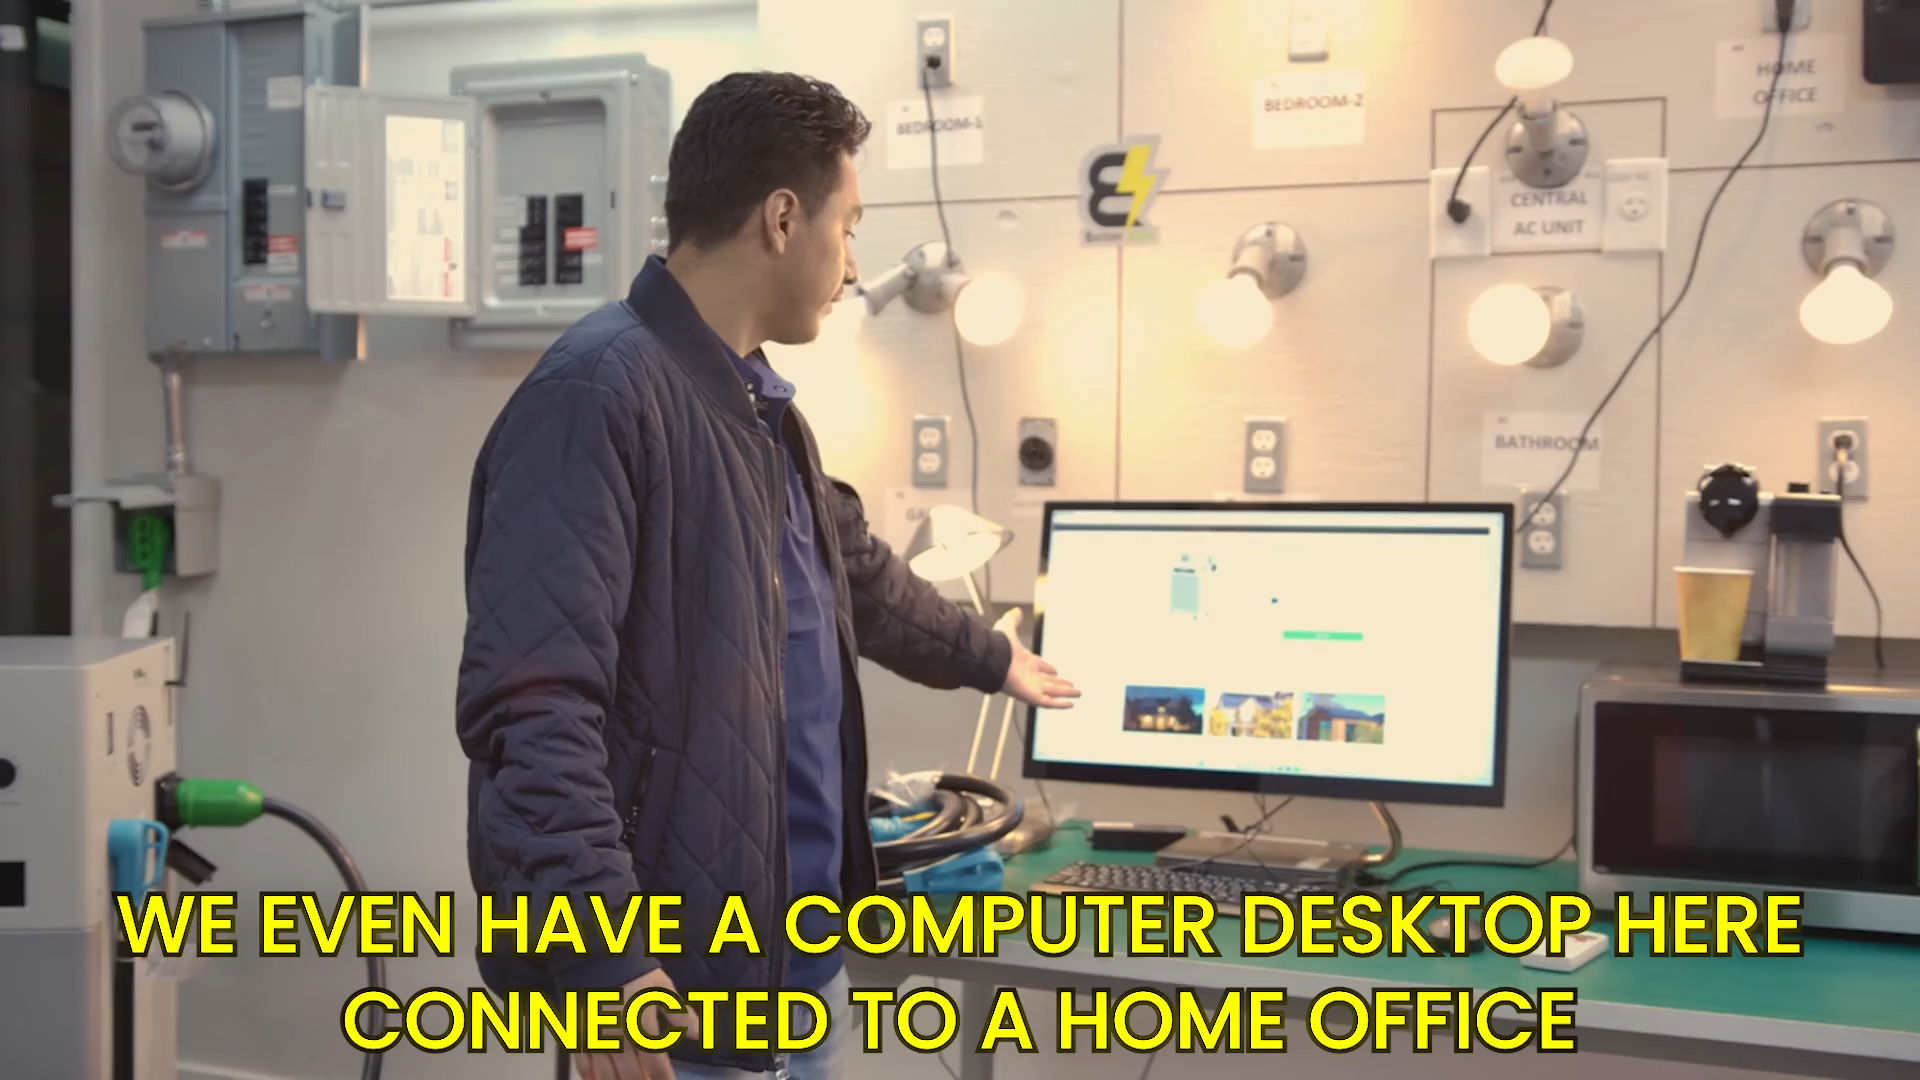 BEDROOM-1
BEDROOM-2
HOME
OFFICE
CENTRAL
AC UNIT
BATHROOM
WE EVEN HAVE A COMPUTER DESKTOP HERE
CONNECTED TO A HOME OFFICE